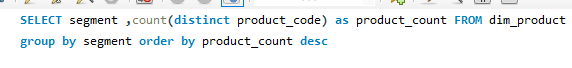 SELECT segment ,count(distinct product_code) as product_count FROM dim_product
group by segment order by product_count desc